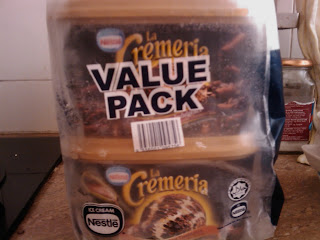 Nestlé
La
Cremeria
VALUE
PACK
Nestlé
La
Cremeria
ICE CREAM
Nestlé